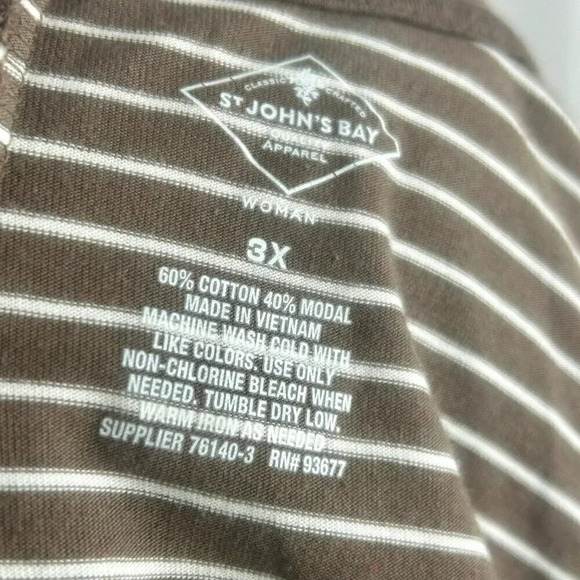 CLASSIC CRAFTED
ST JOHN'S BAY
QUALITY
APPAREL
WOMAN
3X
60% COTTON 40% MODAL
MADE IN VIETNAM
MACHINE WASH COLD WITH
LIKE COLORS. USE ONLY
NON-CHLORINE BLEACH WHEN
NEEDED. TUMBLE DRY LOW.
WARM IRON AS NEEDED
SUPPLIER 76140-3 RN# 93677